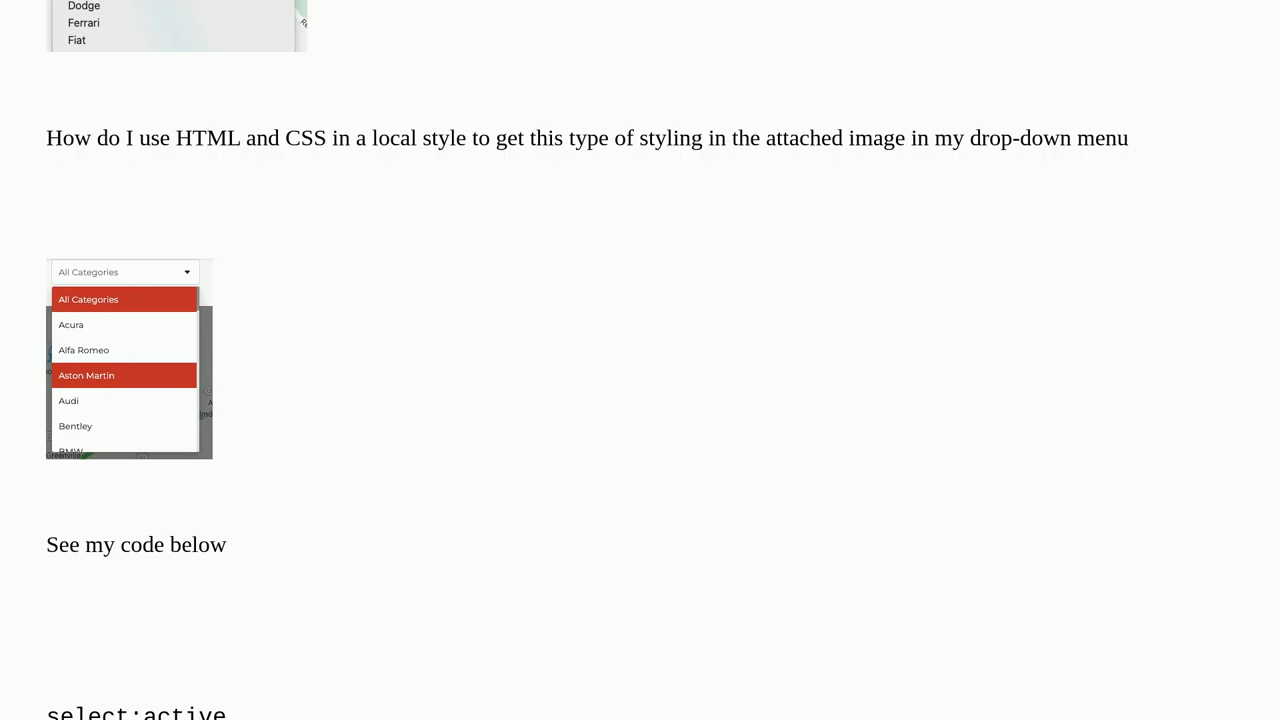 Dodge
Ferrari
Fiat
How do I use HTML and CSS in a local style to get this type of styling in the attached image in my drop-down menu
All Categories
All Categories
Acura
Alfa Romeo
Aston Martin
Audi
Bentley
BMW
Greenville
See my code below
select:active